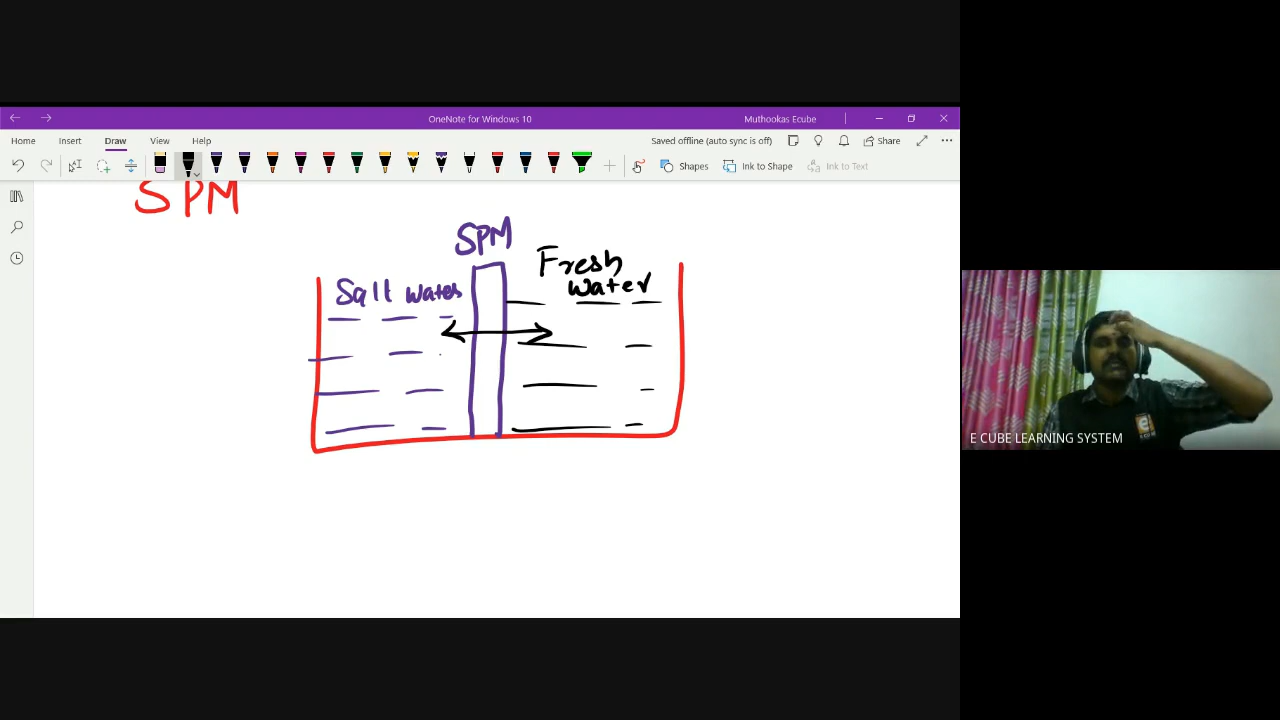 OneNote for Windows 10
Muthookas Ecube
Home Insert Draw View Help
Saved offline (auto sync is off)
Share
Shapes
Ink to Shape
Ink to Text
SPM
SPM
Fresh
Water
Salt water
E CUBE LEARNING SYSTEM